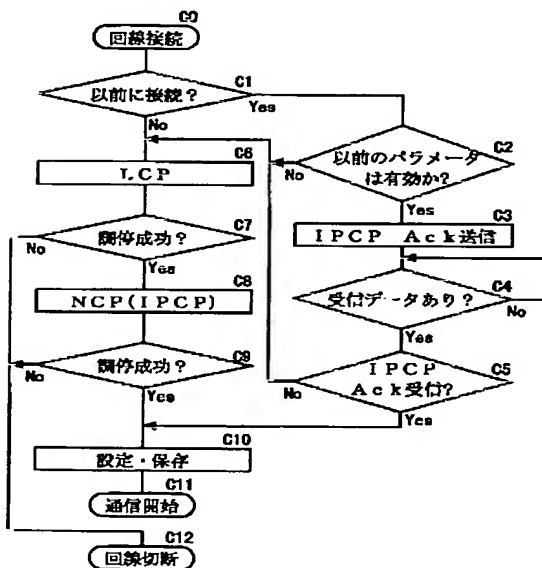 C0
回線接続
C1
以前に接続？
Yes
No
C2
以前のパラメータ
は有効か?
No
Yes
C6
LCP
C3
IPCP Ack送信
C7
調停成功？
No
Yes
C4
受信データあり？
No
Yes
C8
NCP(IPCP)
C9
調停成功？
No
Yes
C5
IPCP
Ack受信?
No
Yes
C10
設定・保存
C11
通信開始
C12
回線切断